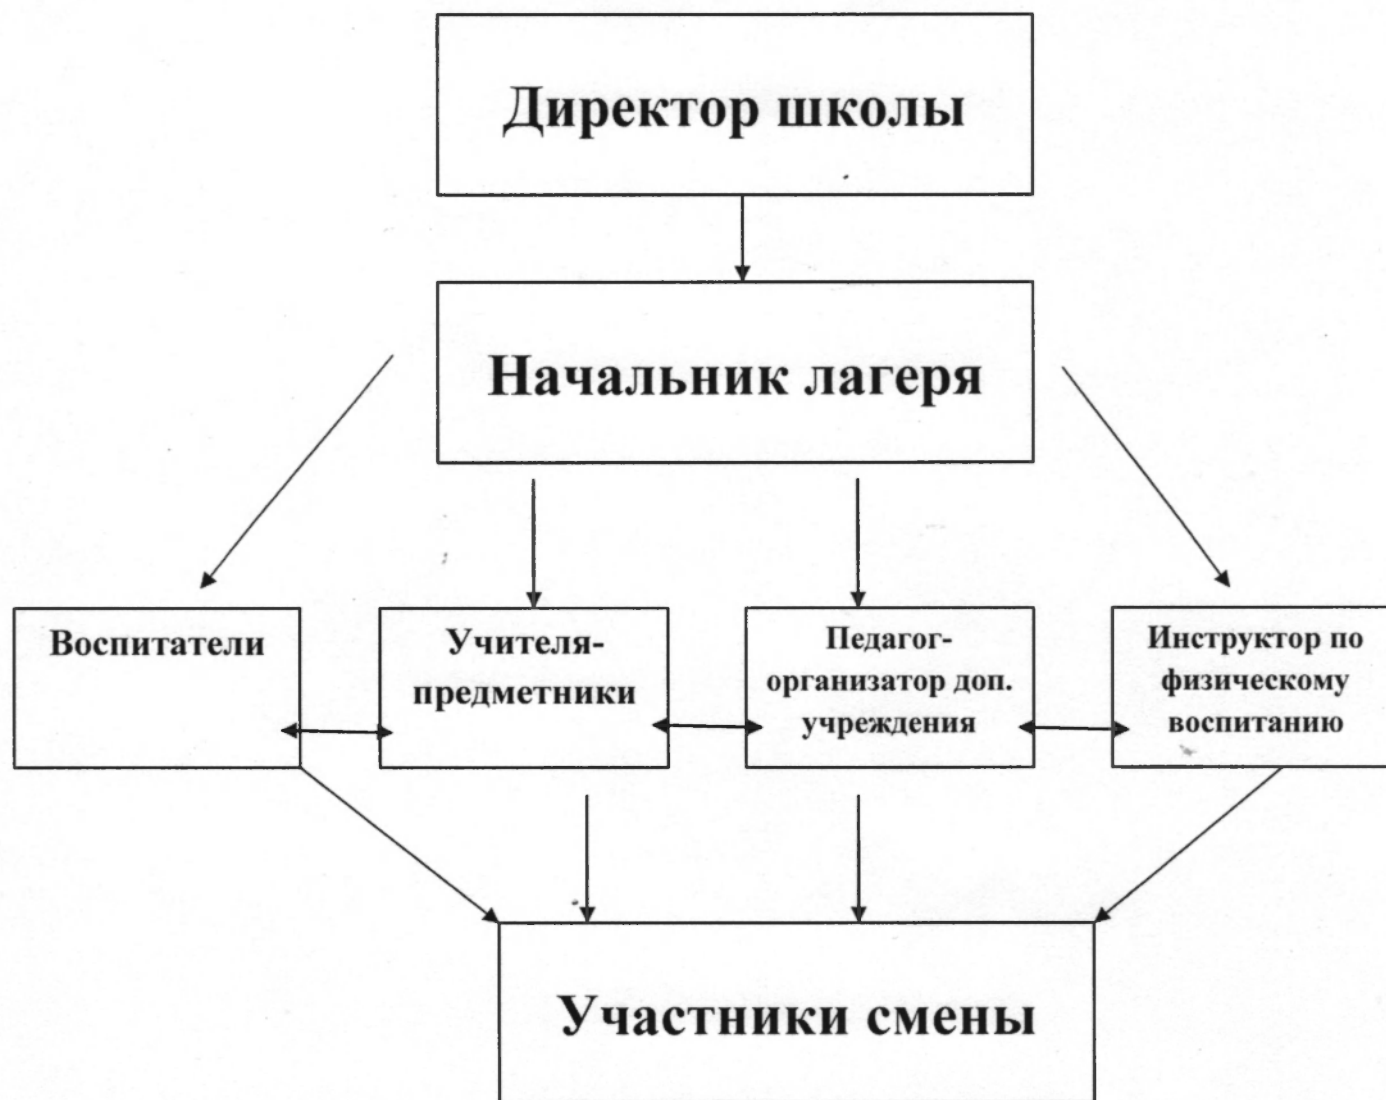 Директор школы
Начальник лагеря
Воспитатели
Учителя-
предметники
Педагог-
организатор доп.
учреждения
Инструктор по
физическому
воспитанию
Участники смены